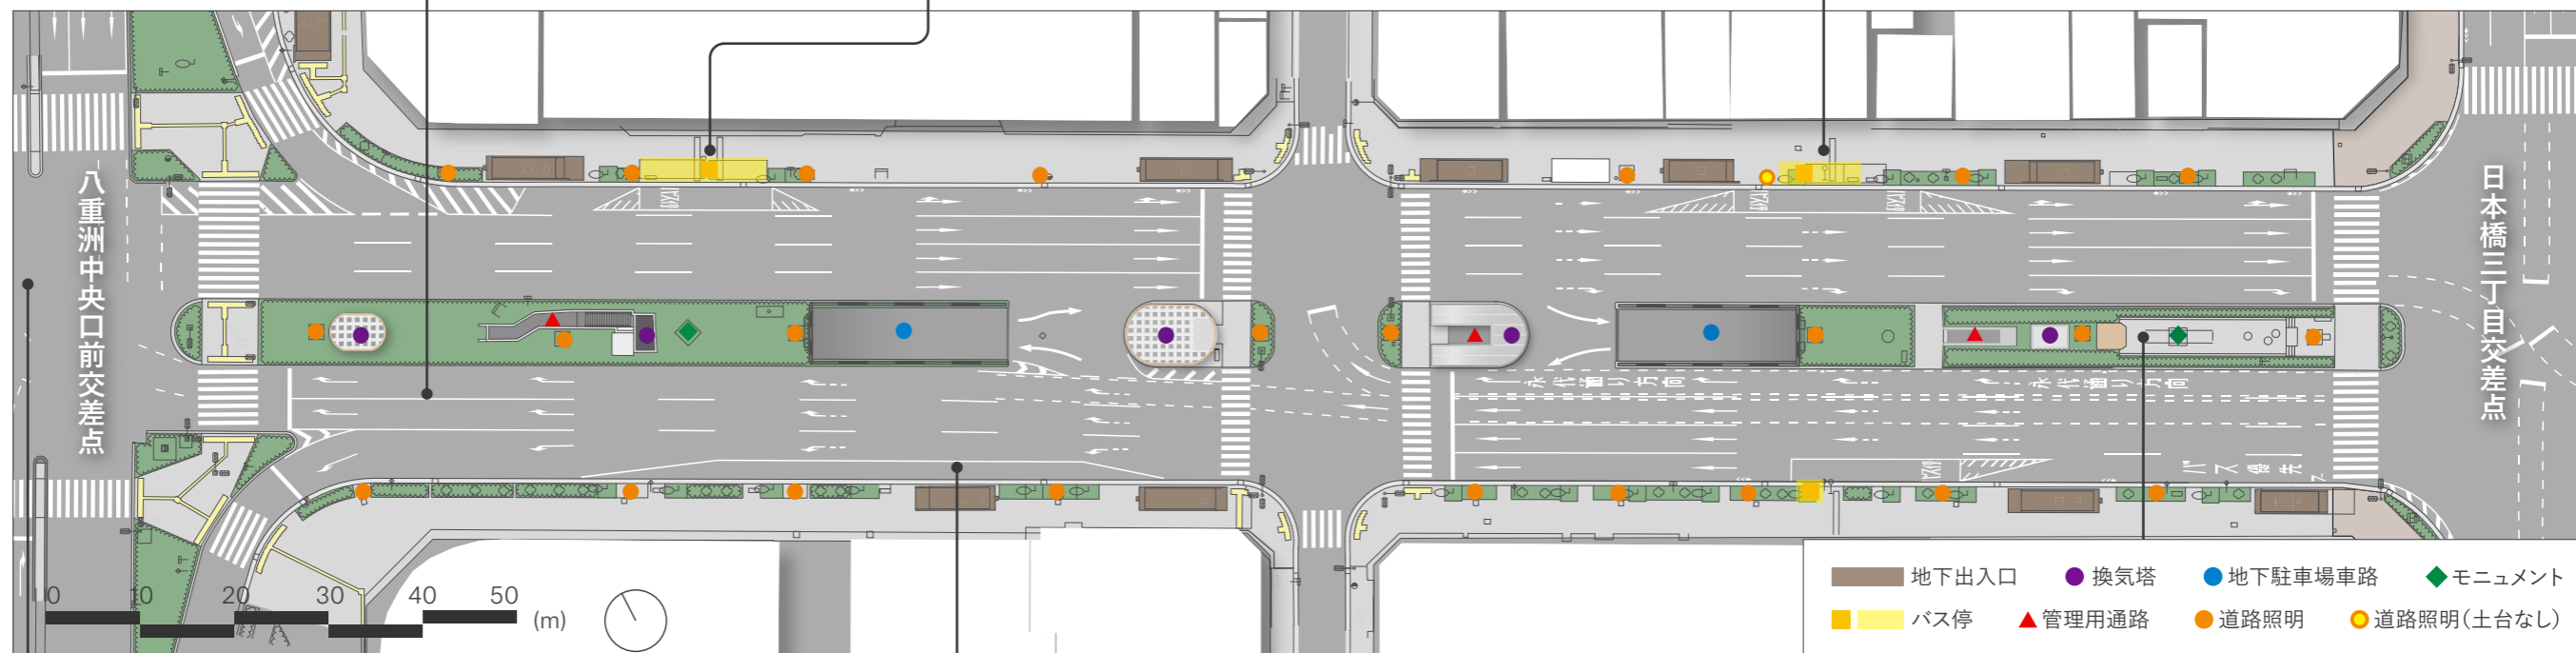 八重洲中央口前交差点
日本橋三丁目交差点
永代通り方向
永代通り方向
バス優先
0 10 20 30 40 50 (m)
地下出入口 換気塔 地下駐車場車路 モニュメント
バス停 管理用通路 道路照明 道路照明（土台なし）